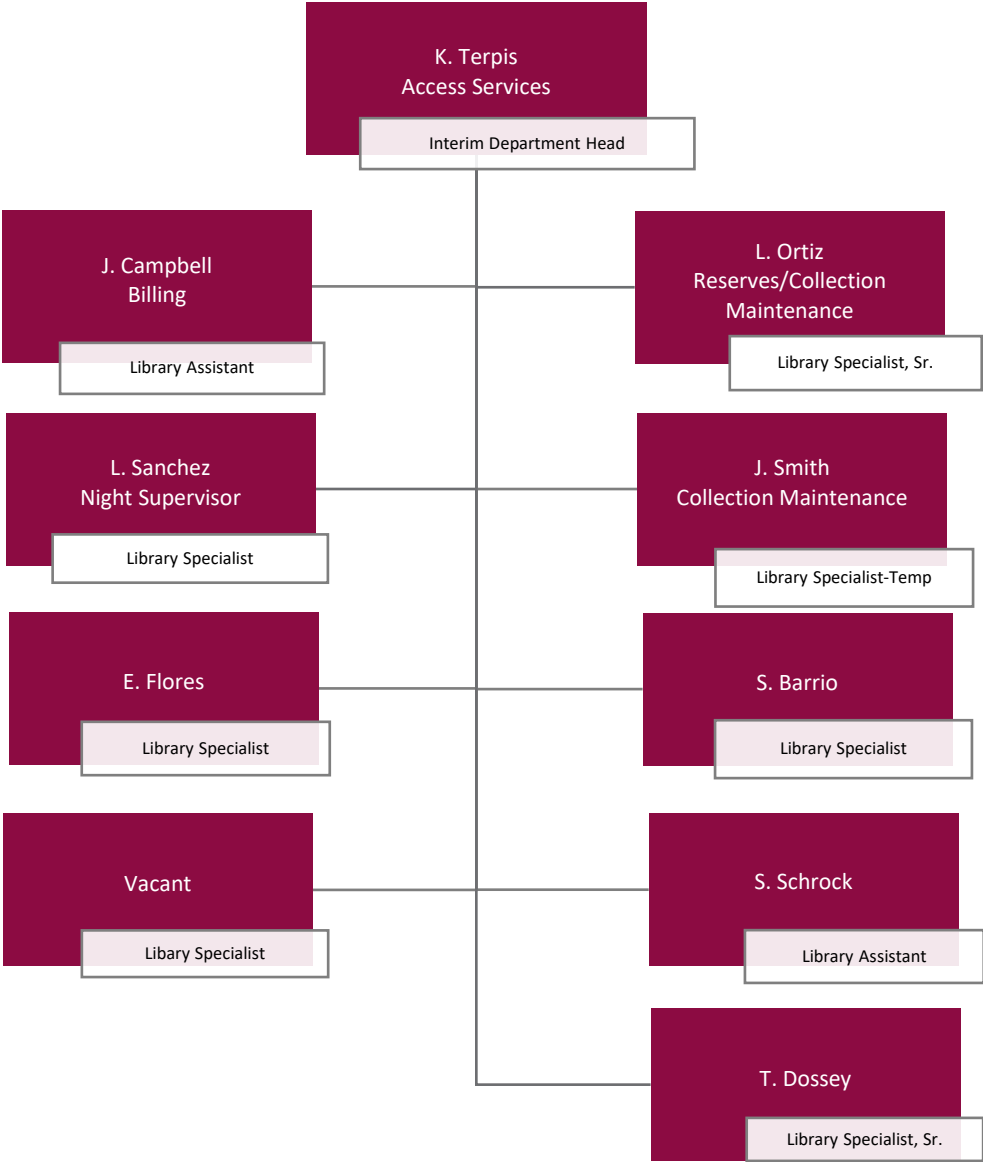 K. Terpis
Access Services
Interim Department Head
J. Campbell
Billing
Library Assistant
L. Ortiz
Reserves/Collection
Maintenance
Library Specialist, Sr.
L. Sanchez
Night Supervisor
Library Specialist
J. Smith
Collection Maintenance
Library Specialist-Temp
E. Flores
Library Specialist
S. Barrio
Library Specialist
Vacant
Libary Specialist
S. Schrock
Library Assistant
T. Dossey
Library Specialist, Sr.